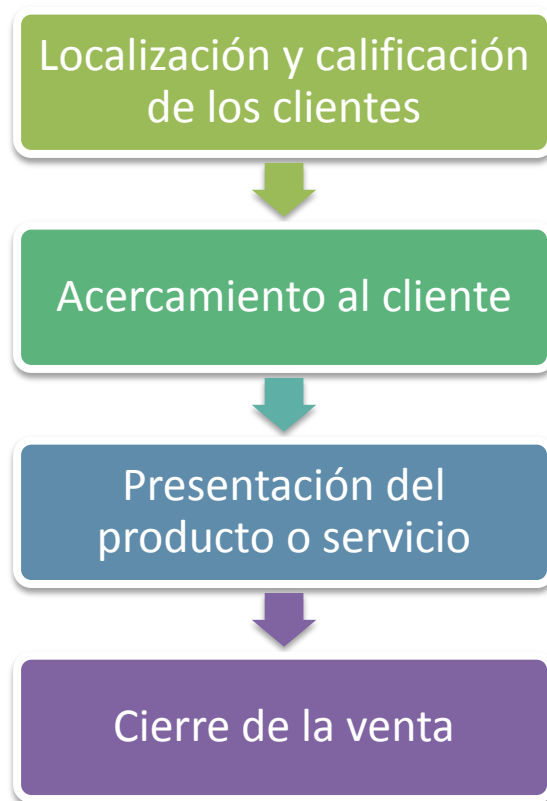 Localización y calificación
de los clientes
Acercamiento al cliente
Presentación del
producto o servicio
Cierre de la venta